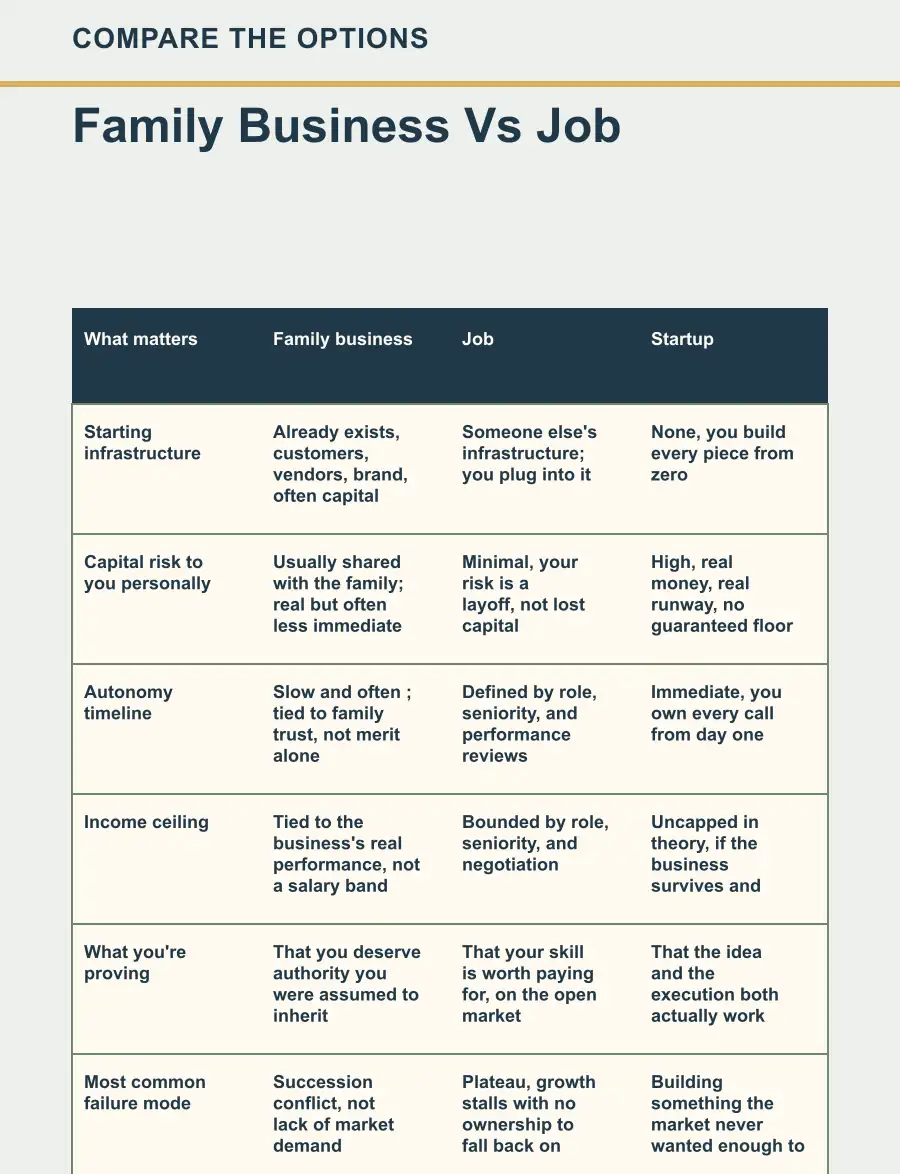 COMPARE THE OPTIONS
Family Business Vs Job
What matters
Family business
Job
Startup
Starting
infrastructure
Already exists,
customers,
vendors, brand,
often capital
Someone else's
infrastructure;
you plug into it
None, you build
every piece from
zero
Capital risk to
you personally
Usually shared
with the family;
real but often
less immediate
Minimal, your
risk is a
layoff, not lost
capital
High, real
money, real
runway, no
guaranteed floor
Autonomy
timeline
Slow and often ;
tied to family
trust, not merit
alone
Defined by role,
seniority, and
performance
reviews
Immediate, you
own every call
from day one
Income ceiling
Tied to the
business's real
performance, not
a salary band
Bounded by role,
seniority, and
negotiation
Uncapped in
theory, if the
business
survives and
What you're
proving
That you deserve
authority you
were assumed to
inherit
That your skill
is worth paying
for, on the open
market
That the idea
and the
execution both
actually work
Most common
failure mode
Succession
conflict, not
lack of market
demand
Plateau, growth
stalls with no
ownership to
fall back on
Building
something the
market never
wanted enough to